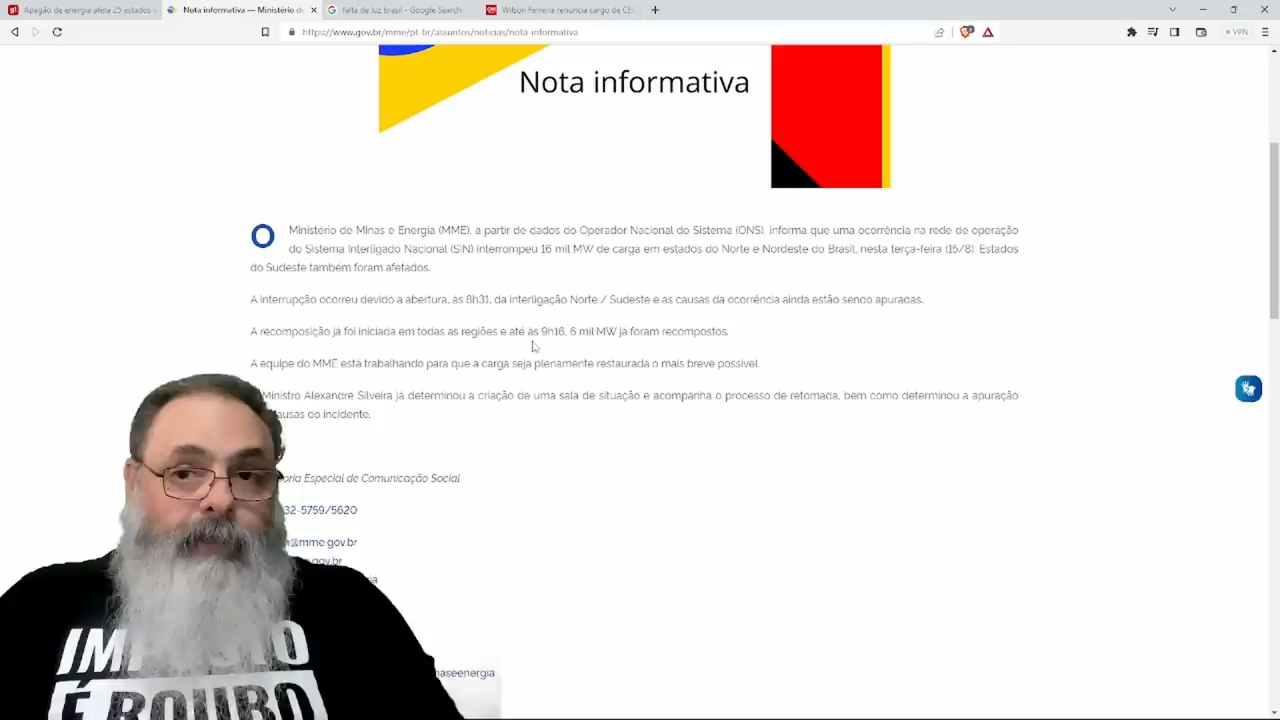 Apagão de energia afeta 25 estados
Nota informativa — Ministério d
falta de luz brasil - Google Search
Wilson Ferreira renuncia cargo de CE
https://www.gov.br/mme/pt-br/assuntos/noticias/nota-informativa
VPN
Nota informativa
O Ministério de Minas e Energia (MME), a partir de dados do Operador Nacional do Sistema (ONS), informa que uma ocorrência na rede de operação
do Sistema Interligado Nacional (SIN) interrompeu 16 mil MW de carga em estados do Norte e Nordeste do Brasil, nesta terça-feira (15/8). Estados
do Sudeste também foram afetados.
A interrupção ocorreu devido a abertura, às 8h31, da interligação Norte / Sudeste e as causas da ocorrência ainda estão sendo apuradas.
A recomposição já foi iniciada em todas as regiões e até às 9h16, 6 mil MW já foram recompostos.
A equipe do MME está trabalhando para que a carga seja plenamente restaurada o mais breve possível.
Ministro Alexandre Silveira já determinou a criação de uma sala de situação e acompanha o processo de retomada, bem como determinou a apuração
ausas do incidente.
oria Especial de Comunicação Social
32-5759/5620
@mme.gov.br
.gov.br
ia
naseenergia
IMPOSTO
É ROUBO